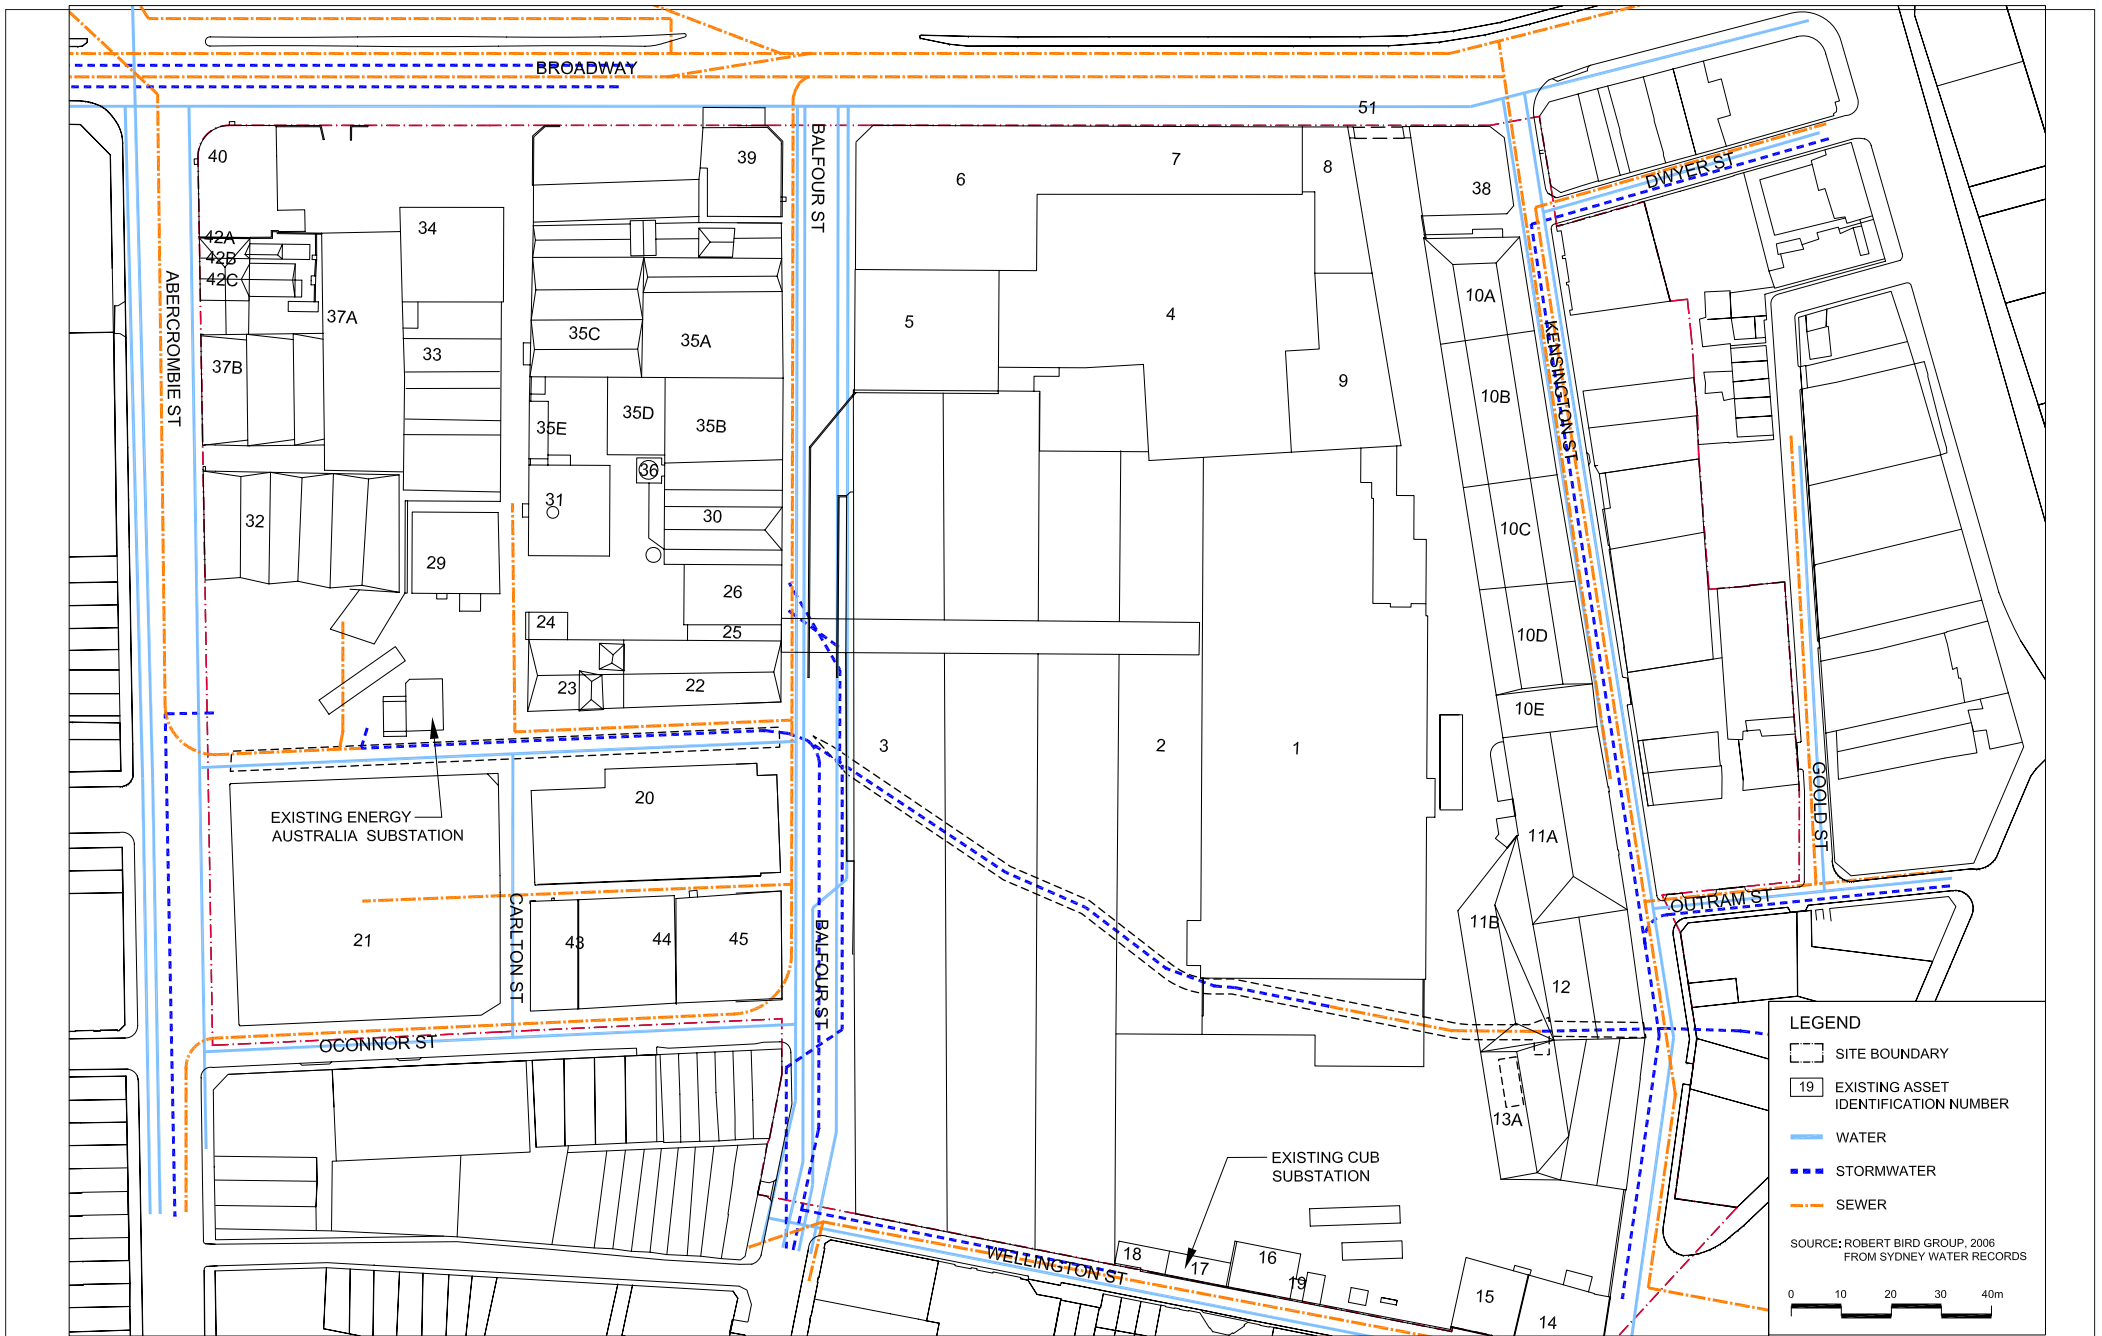 BROADWAY
51
40
39
BALFOUR ST
6
7
8
38
DWYER ST
34
42A
42B
42C
ABERCROMBIE ST
37A
33
35C
35A
5
4
10A
KENSINGTON ST
37B
9
10B
35D
35E
35B
36
31
30
32
29
10C
26
24
25
10D
23
22
10E
3
2
1
GOOLD ST
20
EXISTING ENERGY
AUSTRALIA SUBSTATION
11A
CARLTON ST
OUTRAM ST
21
43
44
45
BALFOUR ST
11B
12
OCONNOR ST
13A
EXISTING CUB
SUBSTATION
WELLINGTON ST
18
17
16
19
15
14
LEGEND
SITE BOUNDARY
19
EXISTING ASSET
IDENTIFICATION NUMBER
WATER
STORMWATER
SEWER
SOURCE: ROBERT BIRD GROUP, 2006
FROM SYDNEY WATER RECORDS
0 10 20 30 40m